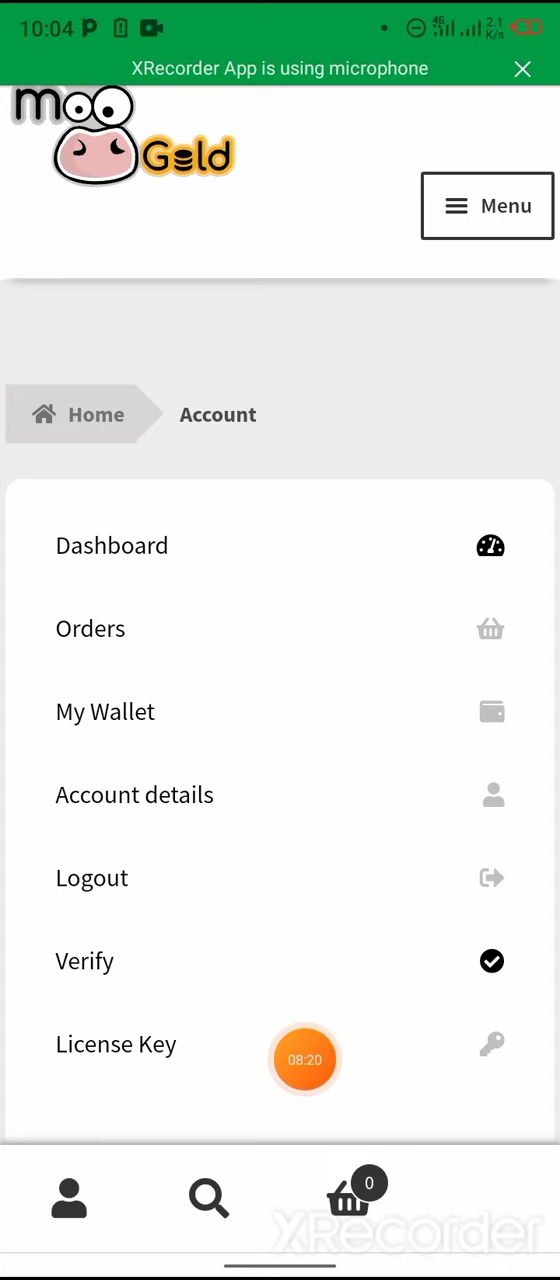 10:04
4G
2.1
K/s
XRecorder App is using microphone
moo
Gold
Menu
Home
Account
Dashboard
Orders
My Wallet
Account details
Logout
Verify
License Key
08:20
0
XRecorder